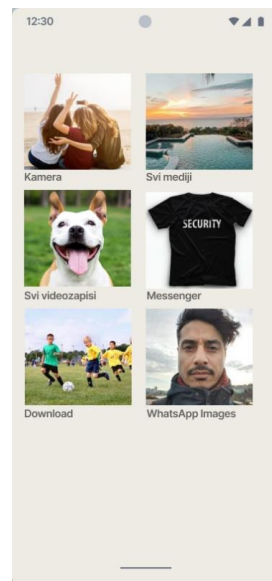 12:30
Kamera
Svi mediji
SECURITY
Svi videozapisi
Messenger
Download
WhatsApp Images